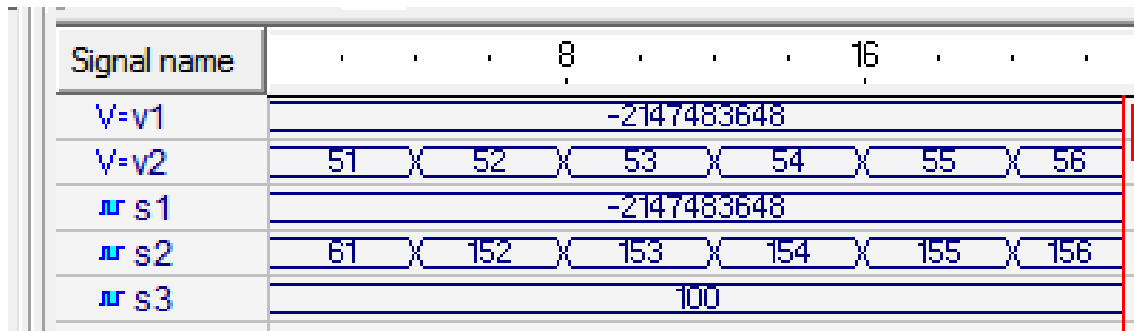 Signal name 8 16
V= v1 -2147483648
V= v2 51 52 53 54 55 56
s1 -2147483648
s2 61 152 153 154 155 156
s3 100